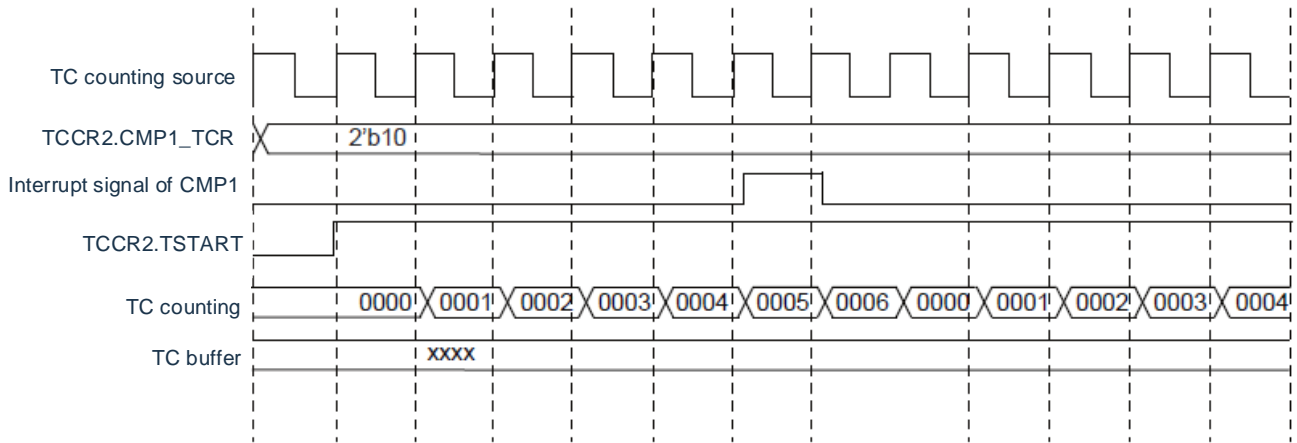 TC counting source
TCCR2.CMP1_TCR 2'b10
Interrupt signal of CMP1
TCCR2.TSTART
TC counting 0000 0001 0002 0003 0004 0005 0006 0000 0001 0002 0003 0004
TC buffer xxxx